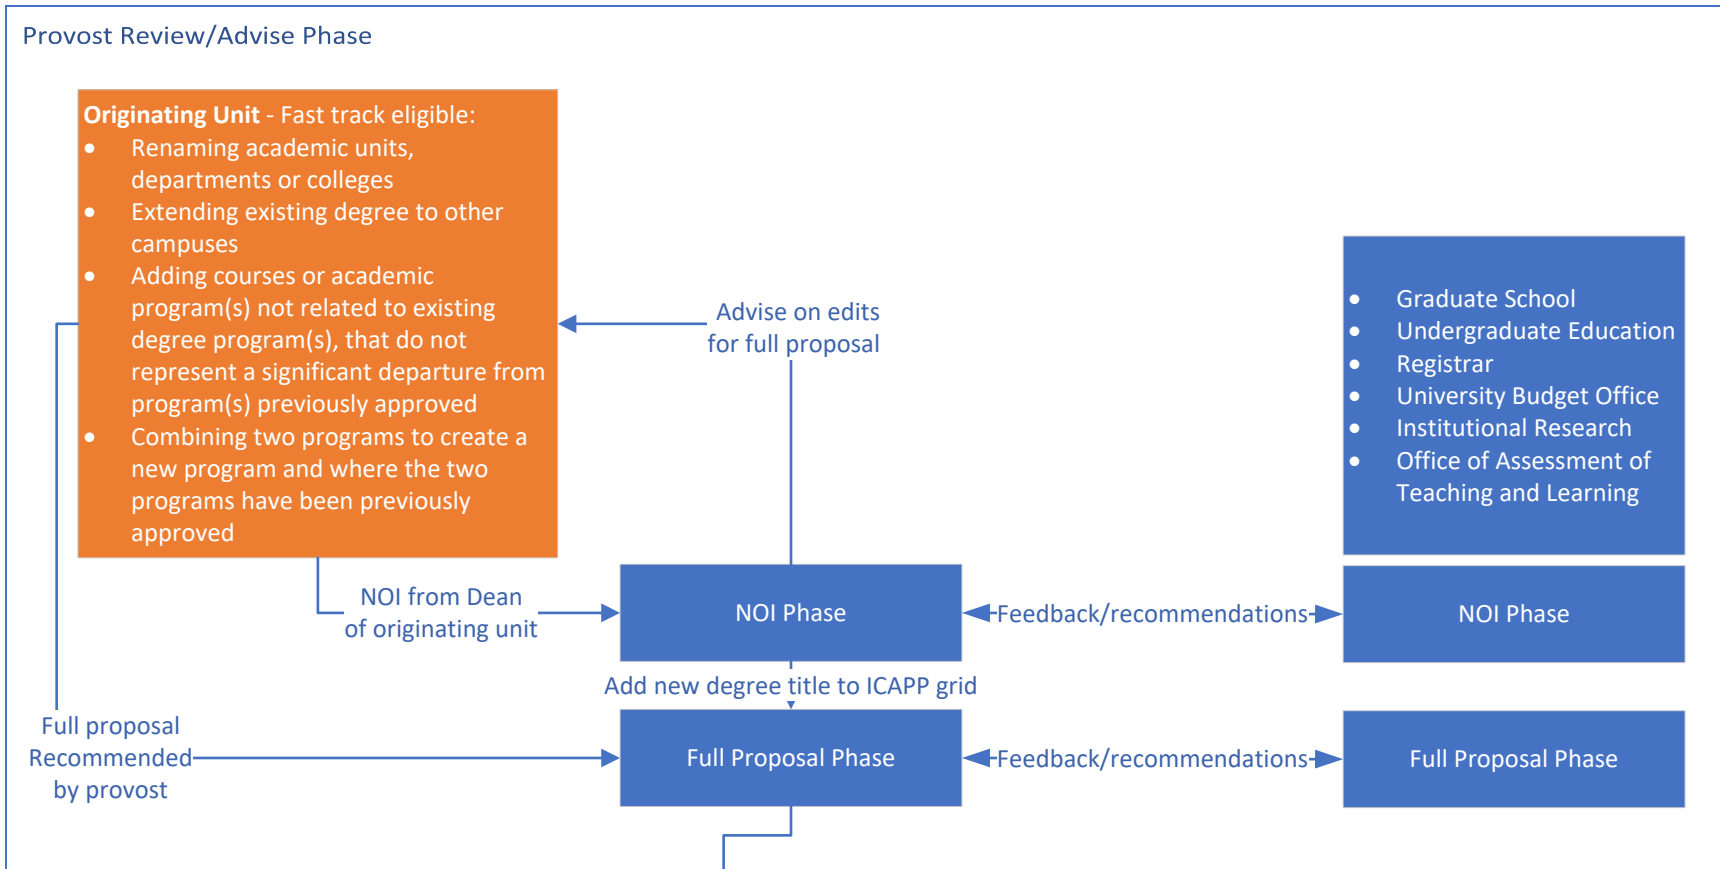 Provost Review/Advise Phase
Originating Unit - Fast track eligible:
• Renaming academic units,
departments or colleges
• Extending existing degree to other
campuses
• Adding courses or academic
program(s) not related to existing
degree program(s), that do not
represent a significant departure from
program(s) previously approved
• Combining two programs to create a
new program and where the two
programs have been previously
approved
Advise on edits
for full proposal
• Graduate School
• Undergraduate Education
• Registrar
• University Budget Office
• Institutional Research
• Office of Assessment of
Teaching and Learning
NOI from Dean
of originating unit
NOI Phase
Feedback/recommendations
NOI Phase
Add new degree title to ICAPP grid
Full proposal
Recommended
by provost
Full Proposal Phase
Feedback/recommendations
Full Proposal Phase